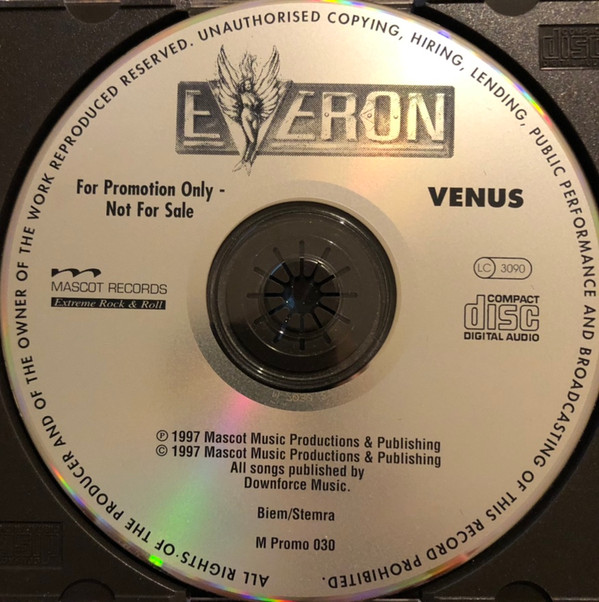 ALL RIGHTS OF THE PRODUCER AND OF THE OWNER OF THE WORK REPRODUCED RESERVED. UNAUTHORISED COPYING, HIRING, LENDING, PUBLIC PERFORMANCE AND BROADCASTING OF THIS RECORD PROHIBITED.
EVERON
For Promotion Only -
Not For Sale
VENUS
MASCOT RECORDS
Extreme Rock & Roll
LC 3090
COMPACT
disc
DIGITAL AUDIO
℗ 1997 Mascot Music Productions & Publishing
© 1997 Mascot Music Productions & Publishing
All songs published by
Downforce Music.
Biem/Stemra
M Promo 030
disc